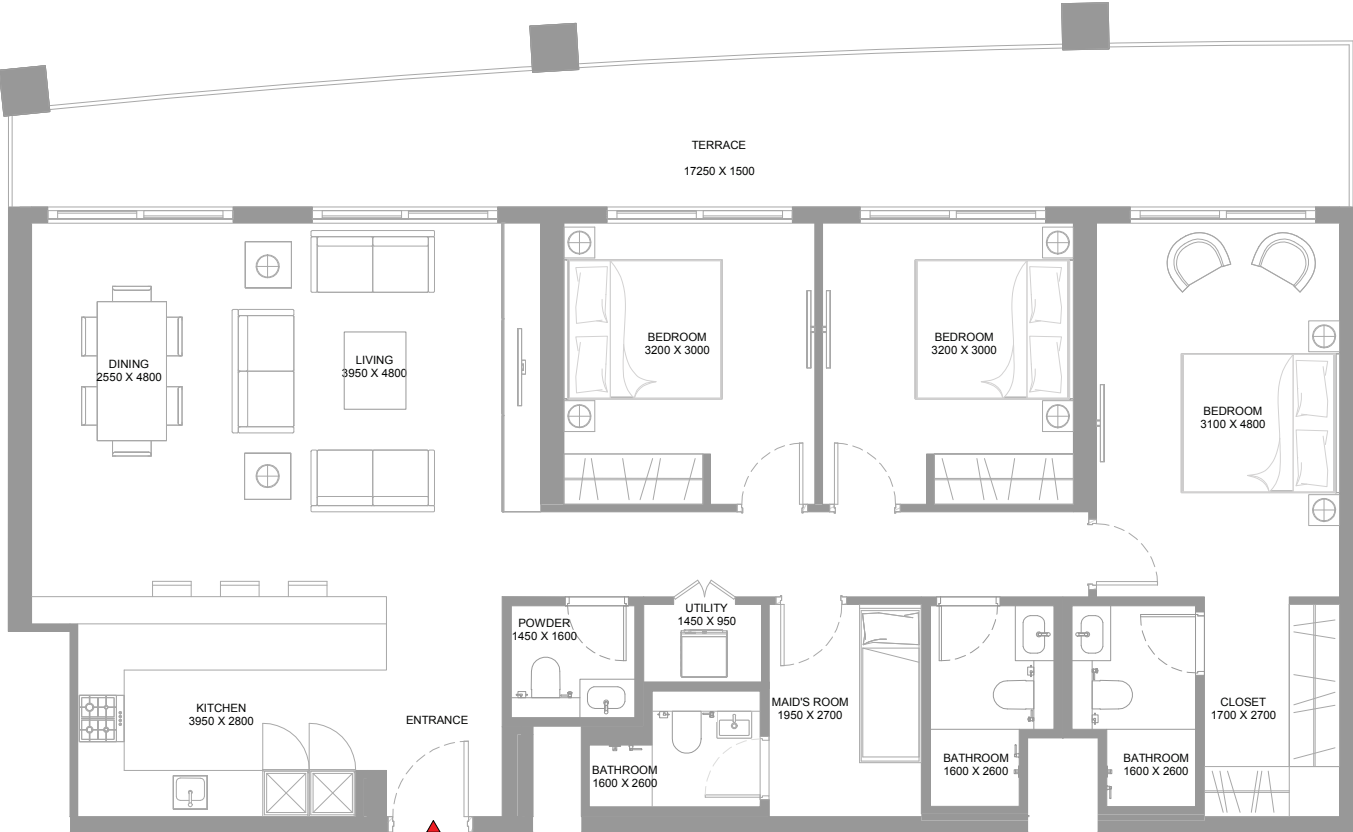 TERRACE
17250 X 1500
DINING
2550 X 4800
LIVING
3950 X 4800
BEDROOM
3200 X 3000
BEDROOM
3200 X 3000
BEDROOM
3100 X 4800
POWDER
1450 X 1600
UTILITY
1450 X 950
KITCHEN
3950 X 2800
ENTRANCE
MAID'S ROOM
1950 X 2700
CLOSET
1700 X 2700
BATHROOM
1600 X 2600
BATHROOM
1600 X 2600
BATHROOM
1600 X 2600